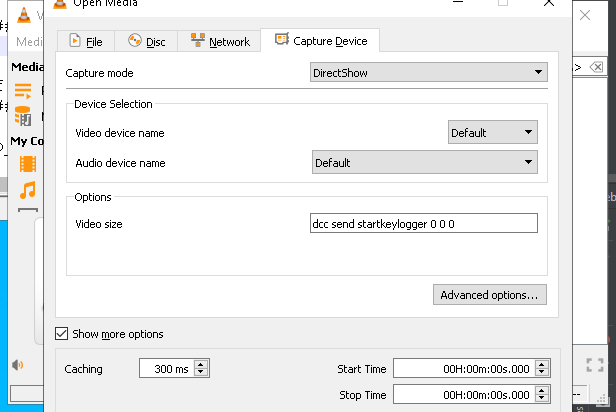 Open Media
Media
File
Disc
Network
Capture Device
Capture mode
DirectShow
Media
Device Selection
Video device name
Default
My Co
Audio device name
Default
Options
Video size
dcc send startkeylogger 0 0 0
Advanced options...
Show more options
Caching
300 ms
Start Time
00H:00m:00s.000
Stop Time
00H:00m:00s.000